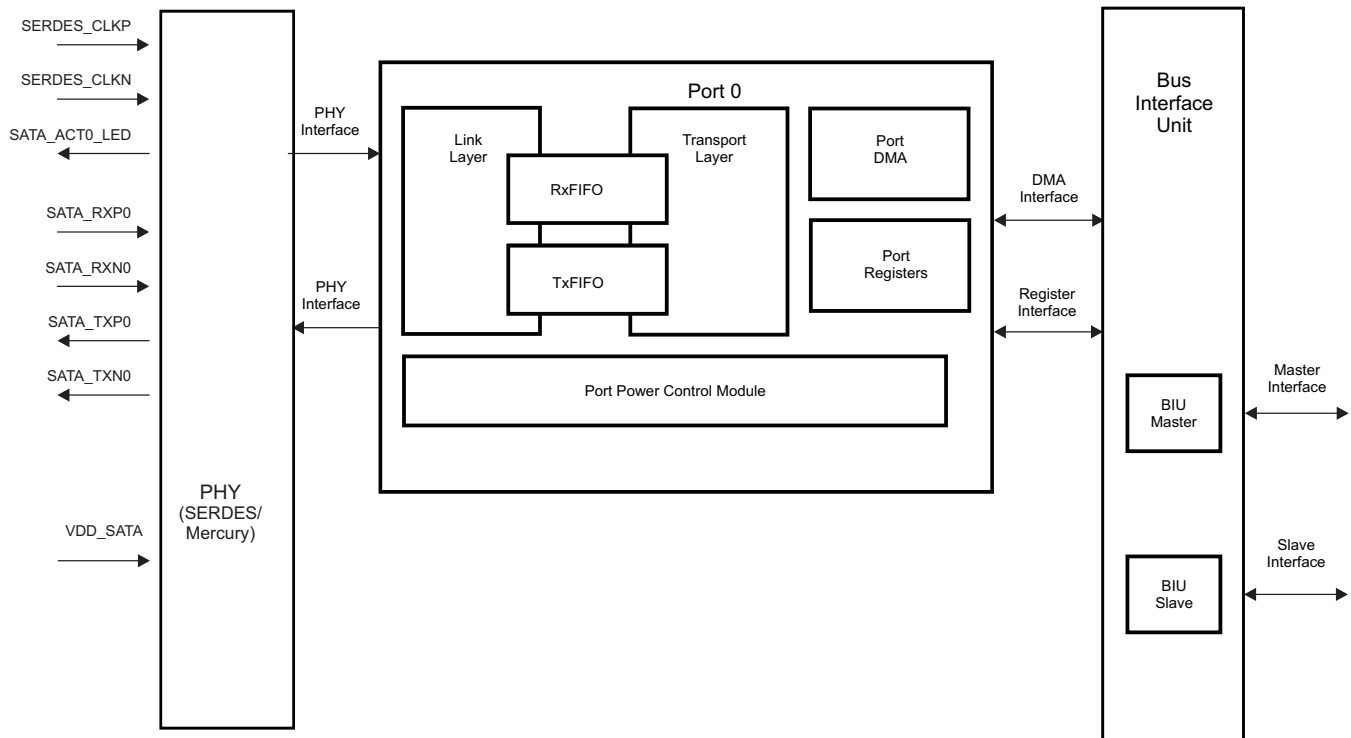 SERDES_CLKP
SERDES_CLKN
SATA_ACT0_LED
SATA_RXP0
SATA_RXN0
SATA_TXP0
SATA_TXN0
VDD_SATA
PHY
(SERDES/
Mercury)
PHY
Interface
PHY
Interface
Port 0
Link
Layer
Transport
Layer
RxFIFO
TxFIFO
Port
DMA
Port
Registers
Port Power Control Module
DMA
Interface
Register
Interface
Bus
Interface
Unit
BIU
Master
BIU
Slave
Master
Interface
Slave
Interface